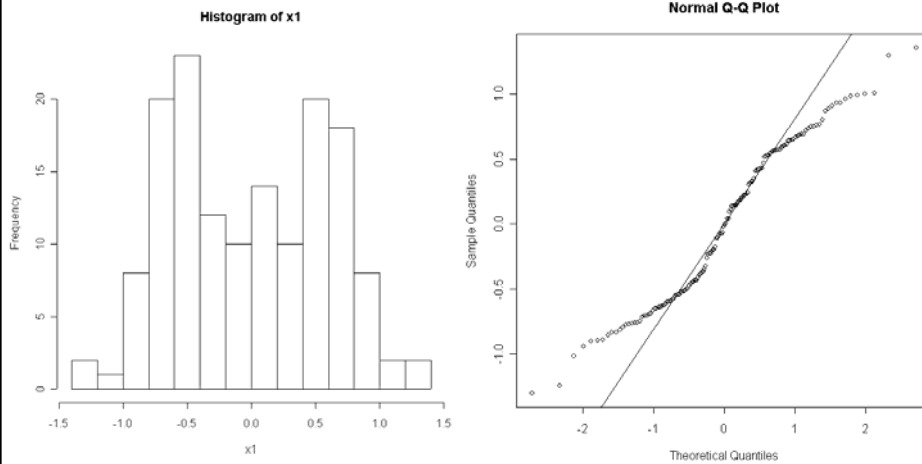 Histogram of x1
Frequency
20
15
10
5
0
-1.5 -1.0 -0.5 0.0 0.5 1.0 1.5
x1
Normal Q-Q Plot
Sample Quantiles
1.0
0.5
0.0
-0.5
-1.0
-2 -1 0 1 2
Theoretical Quantiles